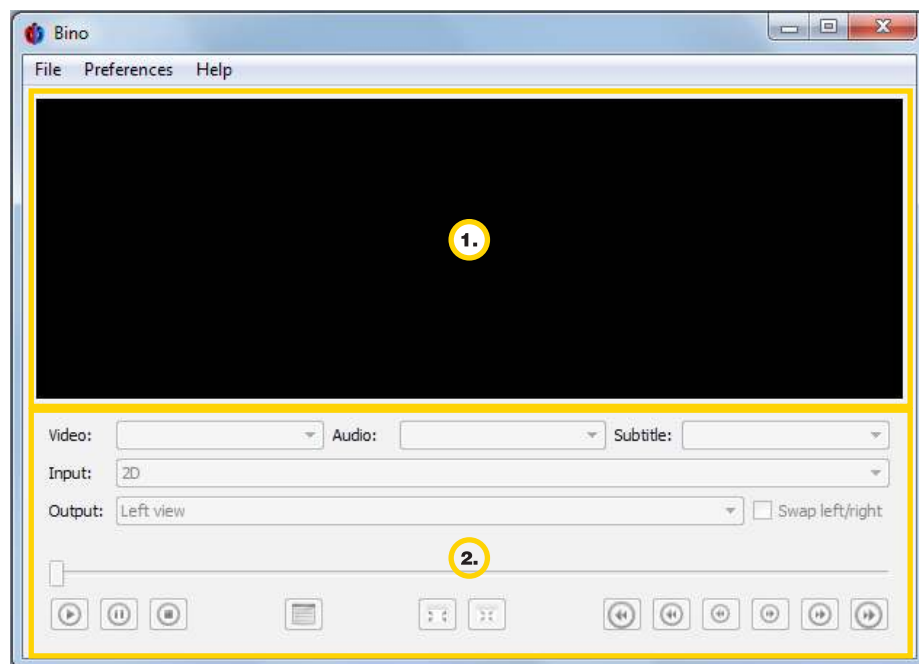 Bino
File Preferences Help
1.
Video: Audio: Subtitle:
Input: 2D
Output: Left view Swap left/right
2.